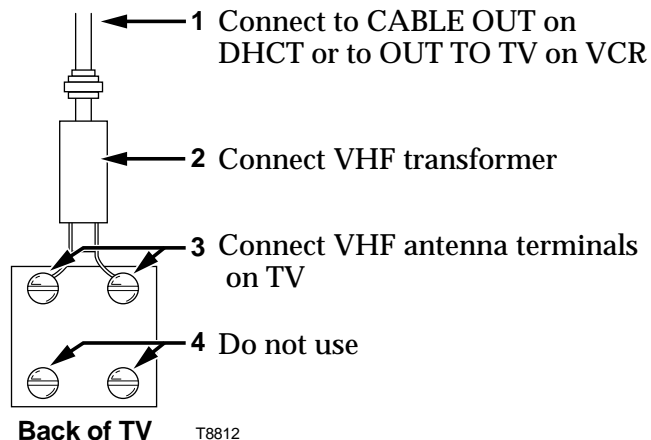 1 Connect to CABLE OUT on
DHCT or to OUT TO TV on VCR
2 Connect VHF transformer
3 Connect VHF antenna terminals
on TV
4 Do not use
Back of TV T8812